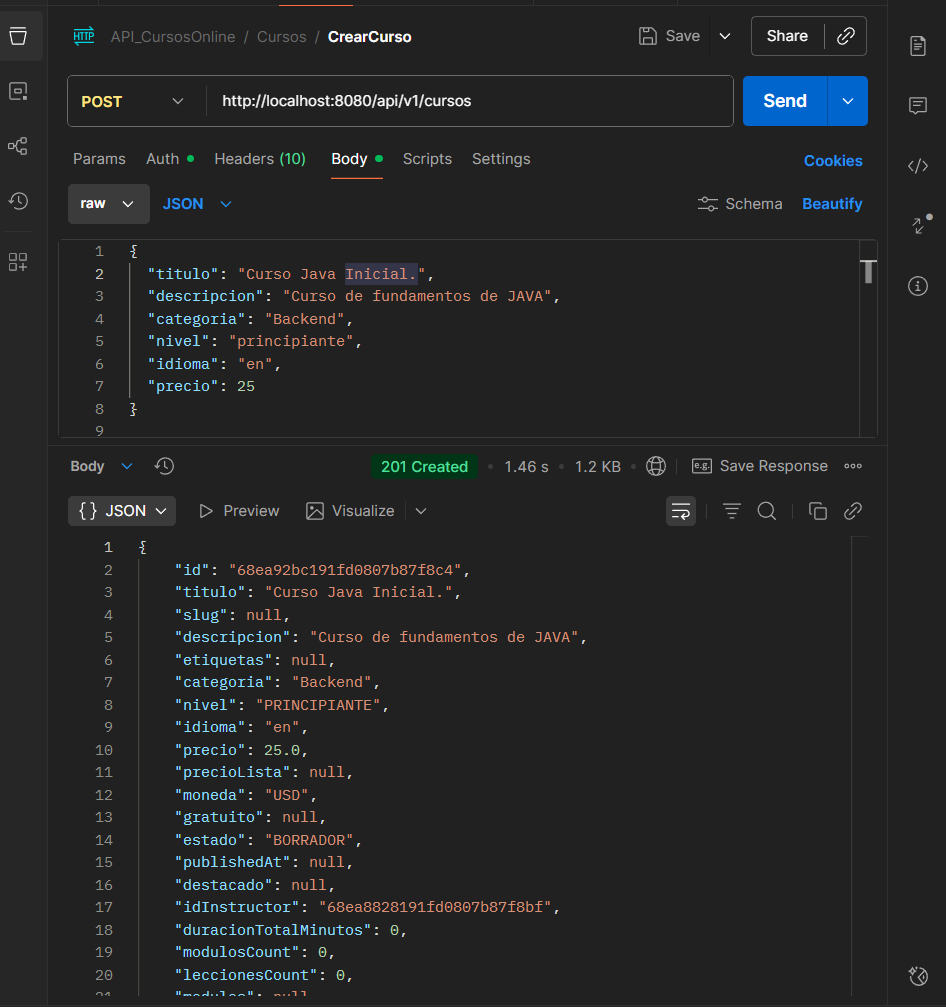 HTTP API_CursosOnline / Cursos / CrearCurso Save Share
POST http://localhost:8080/api/v1/cursos Send
Params Auth Headers (10) Body Scripts Settings Cookies
raw JSON Schema Beautify
1 {
2 "titulo": "Curso Java Inicial.",
3 "descripcion": "Curso de fundamentos de JAVA",
4 "categoria": "Backend",
5 "nivel": "principiante",
6 "idioma": "en",
7 "precio": 25
8 }
9
Body 201 Created • 1.46 s • 1.2 KB • e.g. Save Response
{} JSON Preview Visualize
1 {
2 "id": "68ea92bc191fd0807b87f8c4",
3 "titulo": "Curso Java Inicial.",
4 "slug": null,
5 "descripcion": "Curso de fundamentos de JAVA",
6 "etiquetas": null,
7 "categoria": "Backend",
8 "nivel": "PRINCIPIANTE",
9 "idioma": "en",
10 "precio": 25.0,
11 "precioLista": null,
12 "moneda": "USD",
13 "gratuito": null,
14 "estado": "BORRADOR",
15 "publishedAt": null,
16 "destacado": null,
17 "idInstructor": "68ea8828191fd0807b87f8bf",
18 "duracionTotalMinutos": 0,
19 "modulosCount": 0,
20 "leccionesCount": 0,
21 "modulos": null